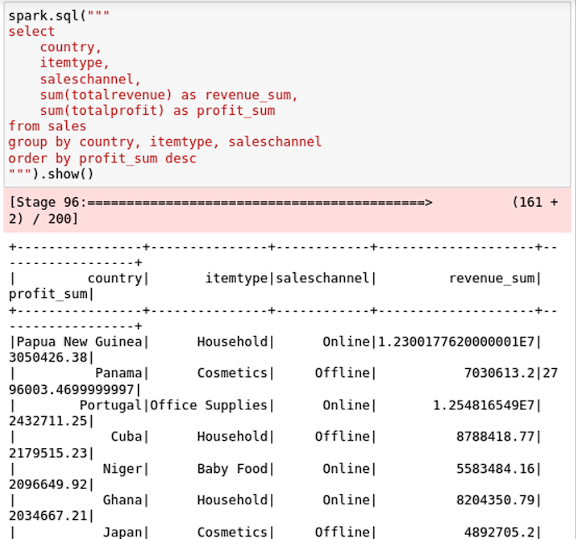 spark.sql("""
select
    country,
    itemtype,
    saleschannel,
    sum(totalrevenue) as revenue_sum,
    sum(totalprofit) as profit_sum
from sales
group by country, itemtype, saleschannel
order by profit_sum desc
""").show()
[Stage 96:===========================================>          (161 +
2) / 200]
+----------------+---------------+------------+--------------------+--
-----------------+
|         country|       itemtype|saleschannel|         revenue_sum|
profit_sum|
+----------------+---------------+------------+--------------------+--
-----------------+
|Papua New Guinea|      Household|      Online|1.2300177620000001E7|
3050426.38|
|          Panama|      Cosmetics|     Offline|           7030613.2|27
96003.4699999997|
|        Portugal|Office Supplies|      Online|       1.254816549E7|
2432711.25|
|            Cuba|      Household|     Offline|          8788418.77|
2179515.23|
|           Niger|      Baby Food|      Online|          5583484.16|
2096649.92|
|           Ghana|      Household|      Online|          8204350.79|
2034667.21|
|           Japan|      Cosmetics|     Offline|           4892705.2|